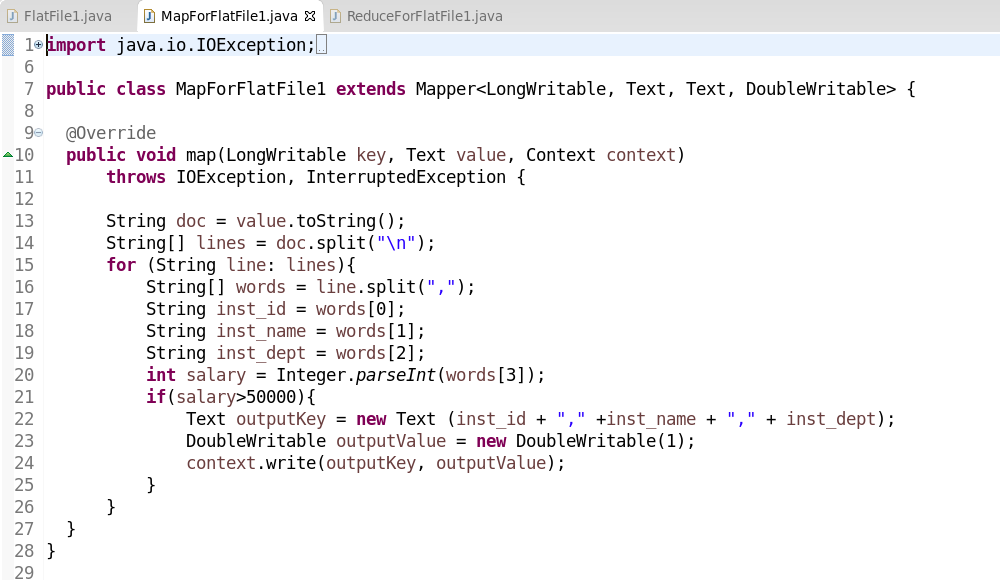 FlatFile1.java MapForFlatFile1.java ReduceForFlatFile1.java
1 import java.io.IOException;
6
7 public class MapForFlatFile1 extends Mapper<LongWritable, Text, Text, DoubleWritable> {
8
9 @Override
10 public void map(LongWritable key, Text value, Context context)
11 throws IOException, InterruptedException {
12
13 String doc = value.toString();
14 String[] lines = doc.split("\n");
15 for (String line: lines){
16 String[] words = line.split(",");
17 String inst_id = words[0];
18 String inst_name = words[1];
19 String inst_dept = words[2];
20 int salary = Integer.parseInt(words[3]);
21 if(salary>50000){
22 Text outputKey = new Text (inst_id + "," +inst_name + "," + inst_dept);
23 DoubleWritable outputValue = new DoubleWritable(1);
24 context.write(outputKey, outputValue);
25 }
26 }
27 }
28 }
29